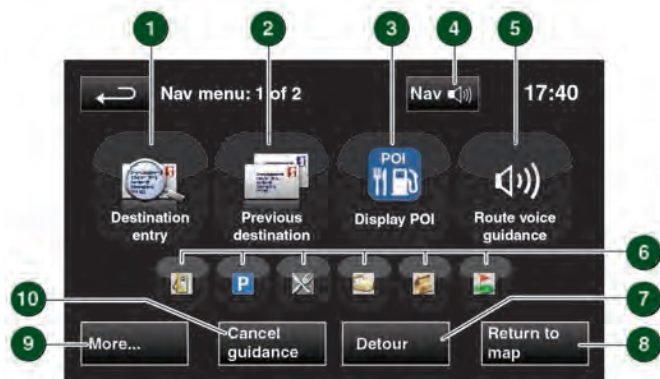 1 2 3 4 5
Nav menu: 1 of 2 Nav 17:40
POI
Destination entry
Previous destination
Display POI
Route voice guidance
P
6
10 7
Cancel guidance
Return to map
9 More... Detour 8